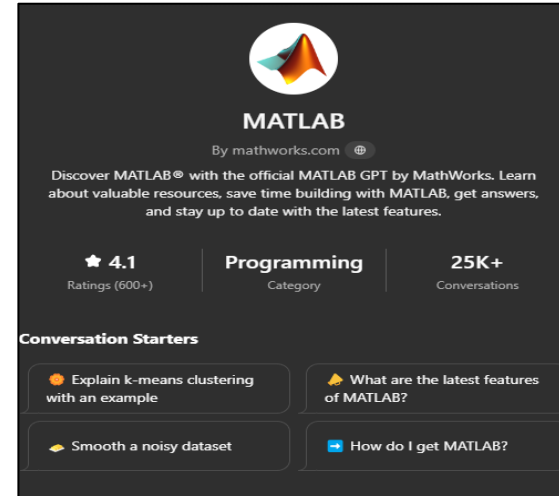 MATLAB
By mathworks.com
Discover MATLAB® with the official MATLAB GPT by MathWorks. Learn
about valuable resources, save time building with MATLAB, get answers,
and stay up to date with the latest features.
4.1
Ratings (600+)
Programming
Category
25K+
Conversations
Conversation Starters
Explain k-means clustering
with an example
What are the latest features
of MATLAB?
Smooth a noisy dataset
How do I get MATLAB?